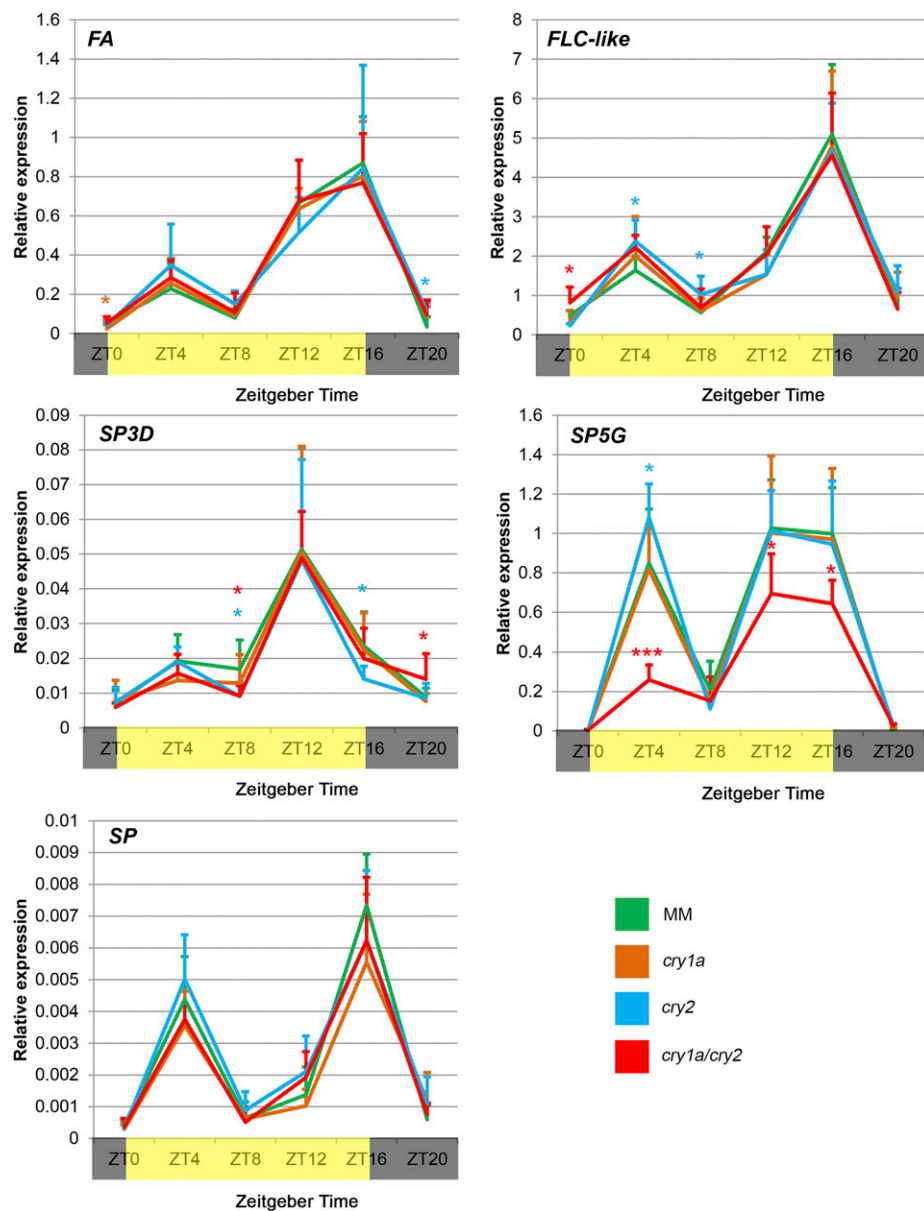 FA
Relative expression
1.6
1.4
1.2
1
0.8
0.6
0.4
0.2
0
*
*
ZT0 ZT4 ZT8 ZT12 ZT16 ZT20
Zeitgeber Time
FLC-like
Relative expression
8
7
6
5
4
3
2
1
0
*
*
*
ZT0 ZT4 ZT8 ZT12 ZT16 ZT20
Zeitgeber Time
SP3D
Relative expression
0.09
0.08
0.07
0.06
0.05
0.04
0.03
0.02
0.01
0
*
*
*
*
ZT0 ZT4 ZT8 ZT12 ZT16 ZT20
Zeitgeber Time
SP5G
Relative expression
1.6
1.4
1.2
1
0.8
0.6
0.4
0.2
0
*
***
*
*
ZT0 ZT4 ZT8 ZT12 ZT16 ZT20
Zeitgeber Time
SP
Relative expression
0.01
0.009
0.008
0.007
0.006
0.005
0.004
0.003
0.002
0.001
0
ZT0 ZT4 ZT8 ZT12 ZT16 ZT20
Zeitgeber Time
MM
cry1a
cry2
cry1a/cry2